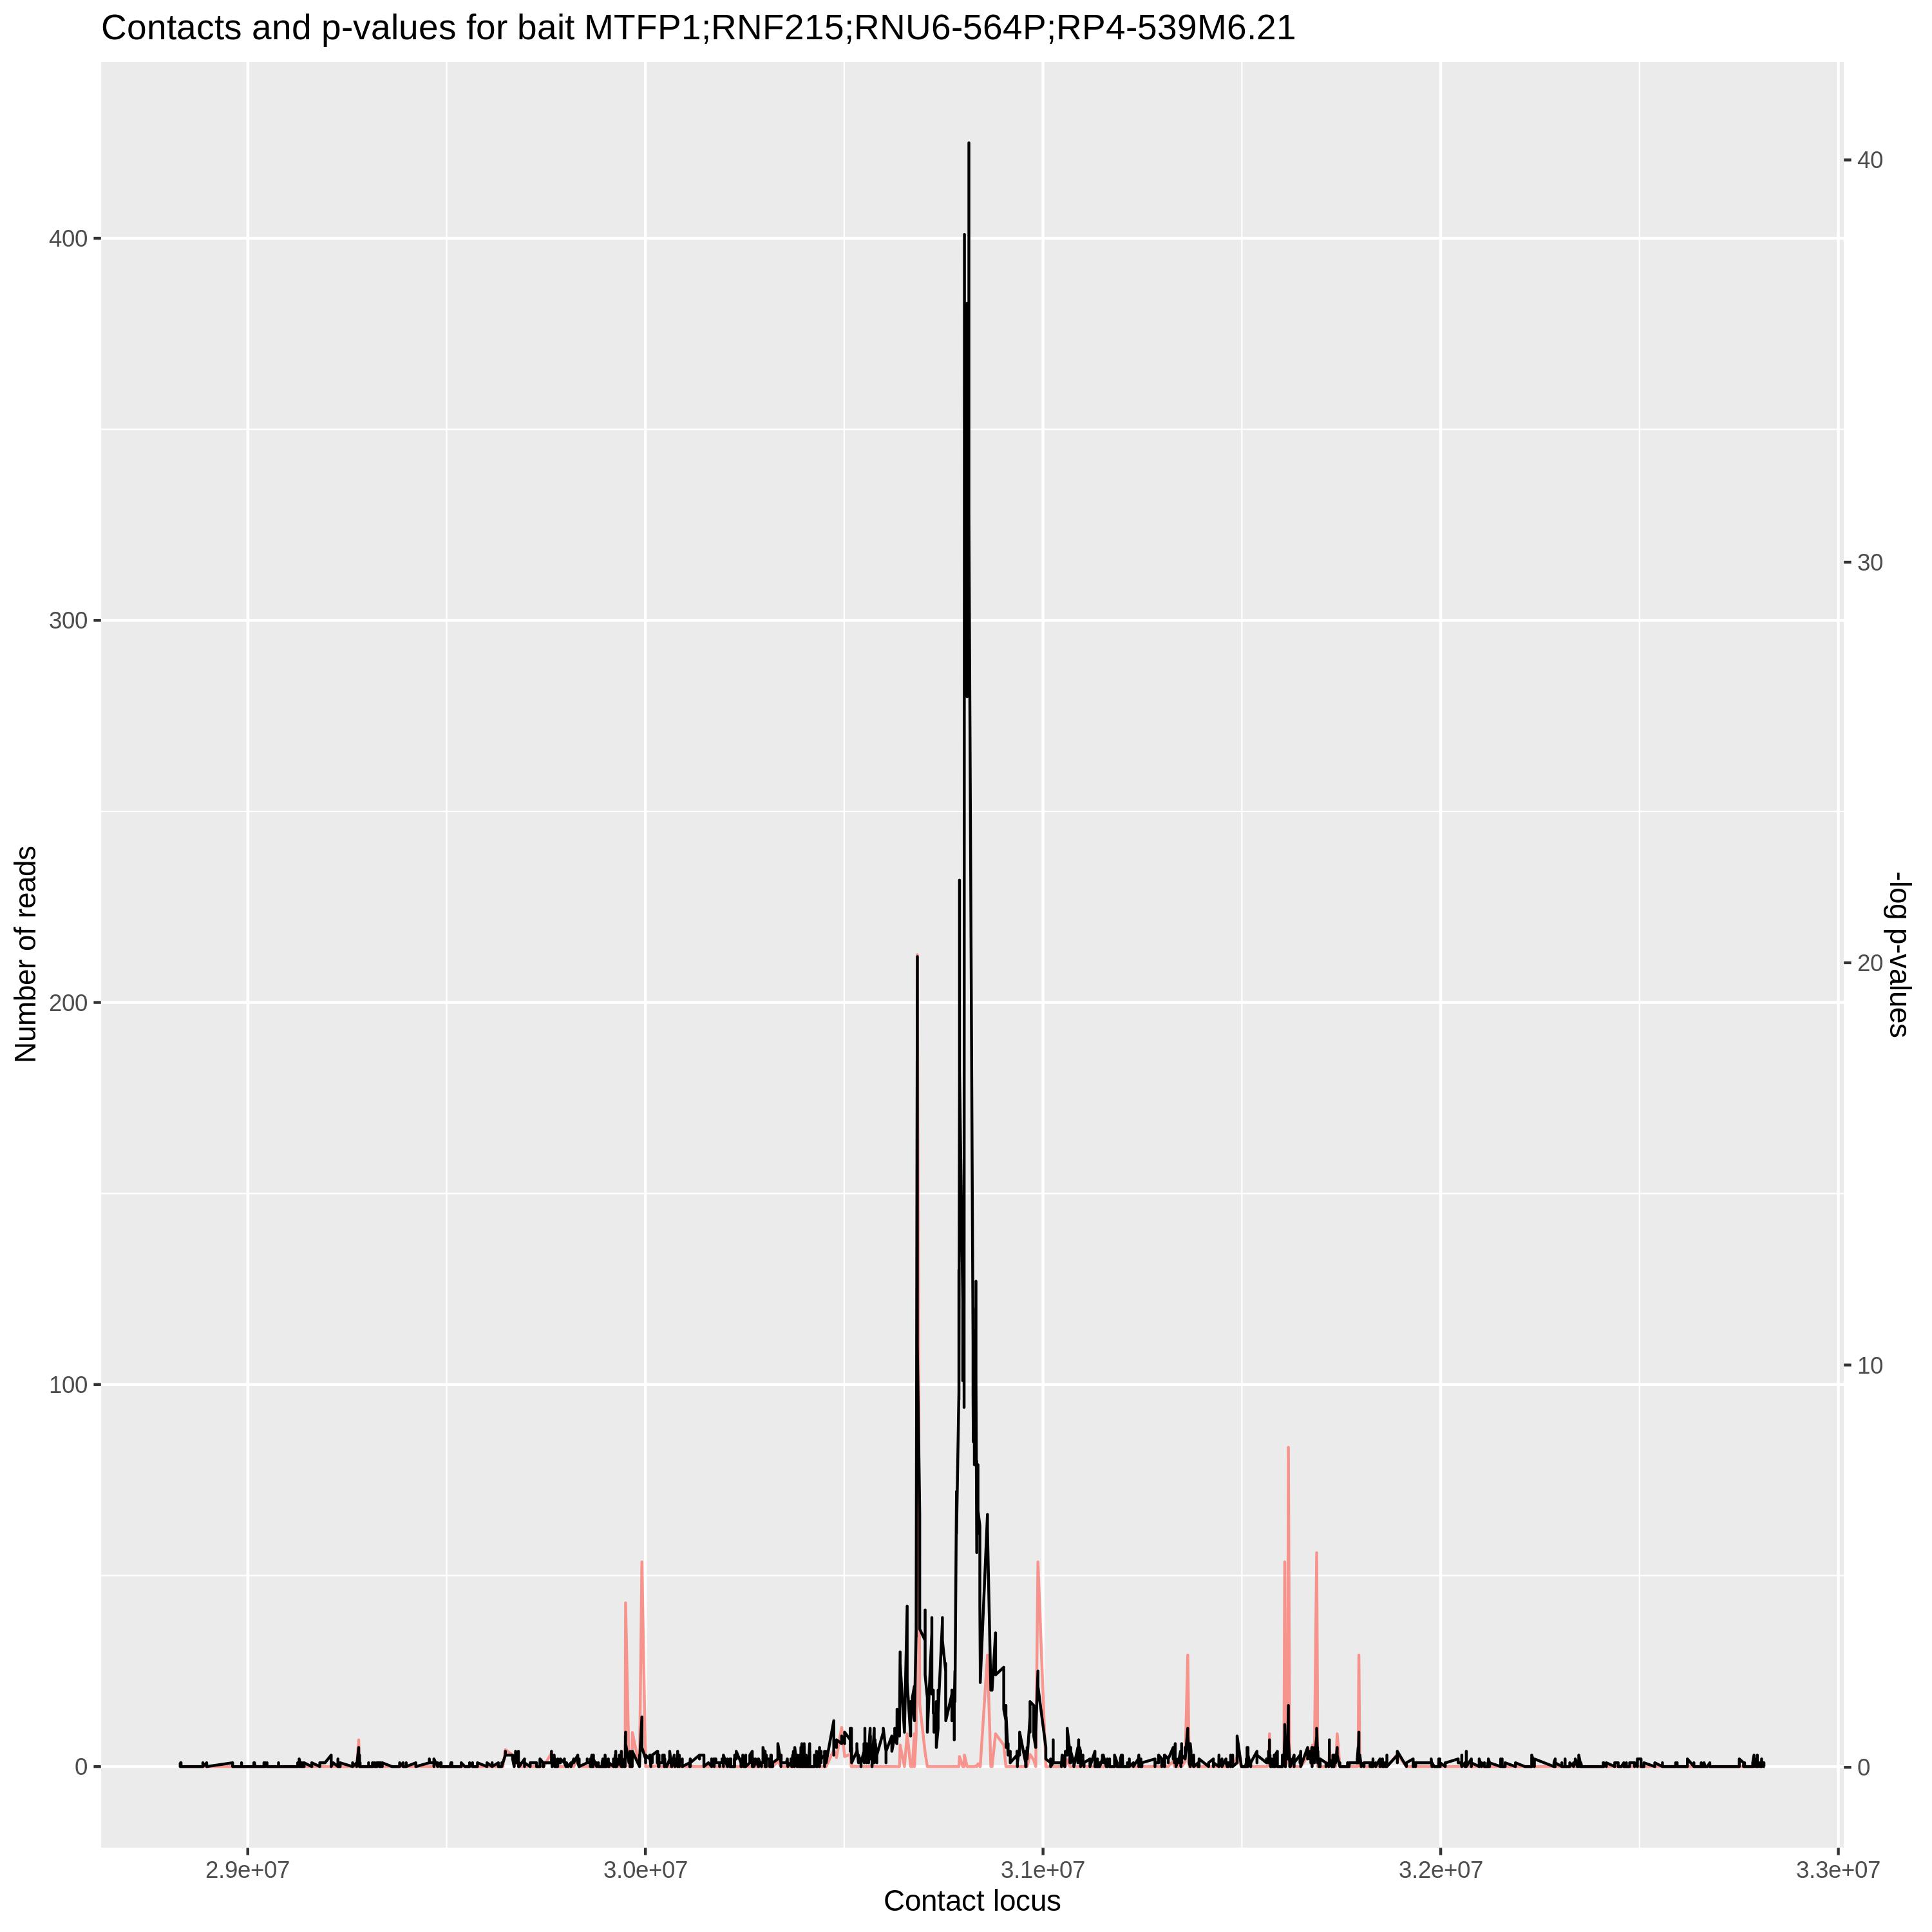 Contacts and p-values for bait MTFP1;RNF215;RNU6-564P;RP4-539M6.21
400
300
200
100
0
Number of reads
40
30
20
10
0
-log p-values
2.9e+07
3.0e+07
3.1e+07
3.2e+07
3.3e+07
Contact locus